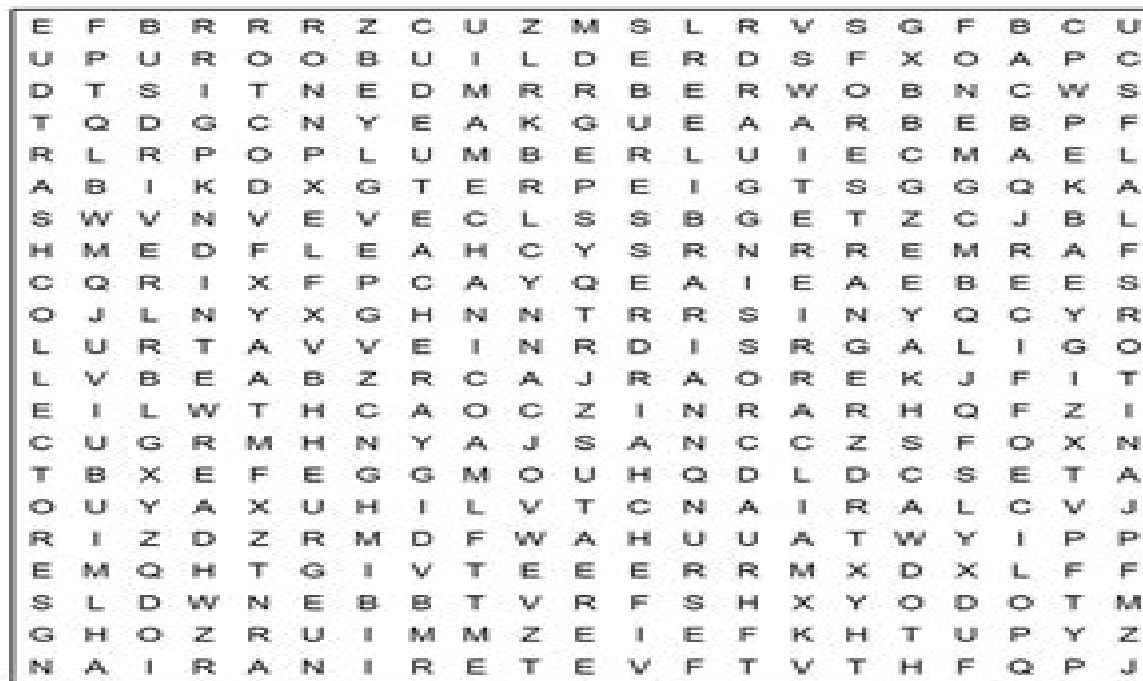 E F B R R R Z C U Z M S L R V S G F B C U
U P U R O O B U I L D E R D S F X O A P C
D T S I T N E D M R R B E R W O B N C W S
T Q D G C N Y E A K G U E A A R B E B P F
R L R P O P L U M B E R L U I E C M A E L
A B I K D X G T E R P E I G T S G G Q K A
S W V N V E V E C L S S B G E T Z C J B L
H M E D F L E A H C Y S R N R R E M R A F
C Q R I X F P C A Y Q E A I E A E B E E S
O J L N Y X G H N N T R R S I N Y Q C Y R
L U R T A V V E I N R D I S R G A L I G O
L V B E A B Z R C A J R A O R E K J F I T
E I L W T H C A O C Z I N R A R H Q F Z I
C U G R M H N Y A J S A N C C Z S F O X N
T B X E F E G G M O U H Q D L D C S E T A
O U Y A X U H I L V T C N A I R A L C V J
R I Z D Z R M D F W A H U U A T W Y I P P
E M Q H T G I V T E E E R R M X D X L F F
S L D W N E B B T V R F S H X Y O D O T M
G H O Z R U I M M Z E I E F K H T U P Y Z
N A I R A N I R E T E V F T V T H F Q P J